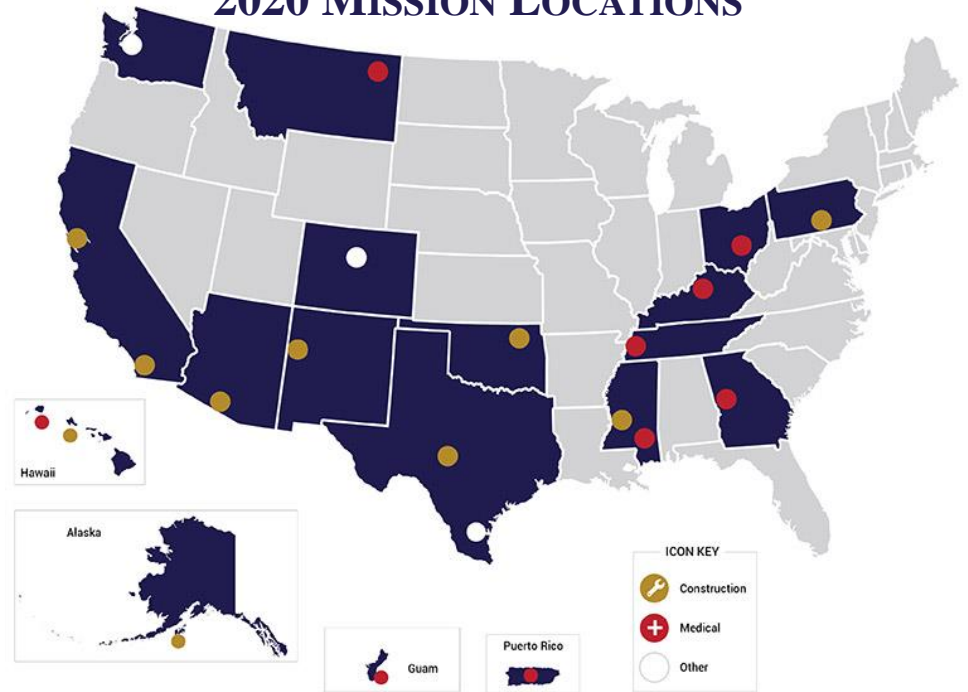 2020 MISSION LOCATIONS
Hawaii
Alaska
Guam
Puerto Rico
ICON KEY
Construction
Medical
Other